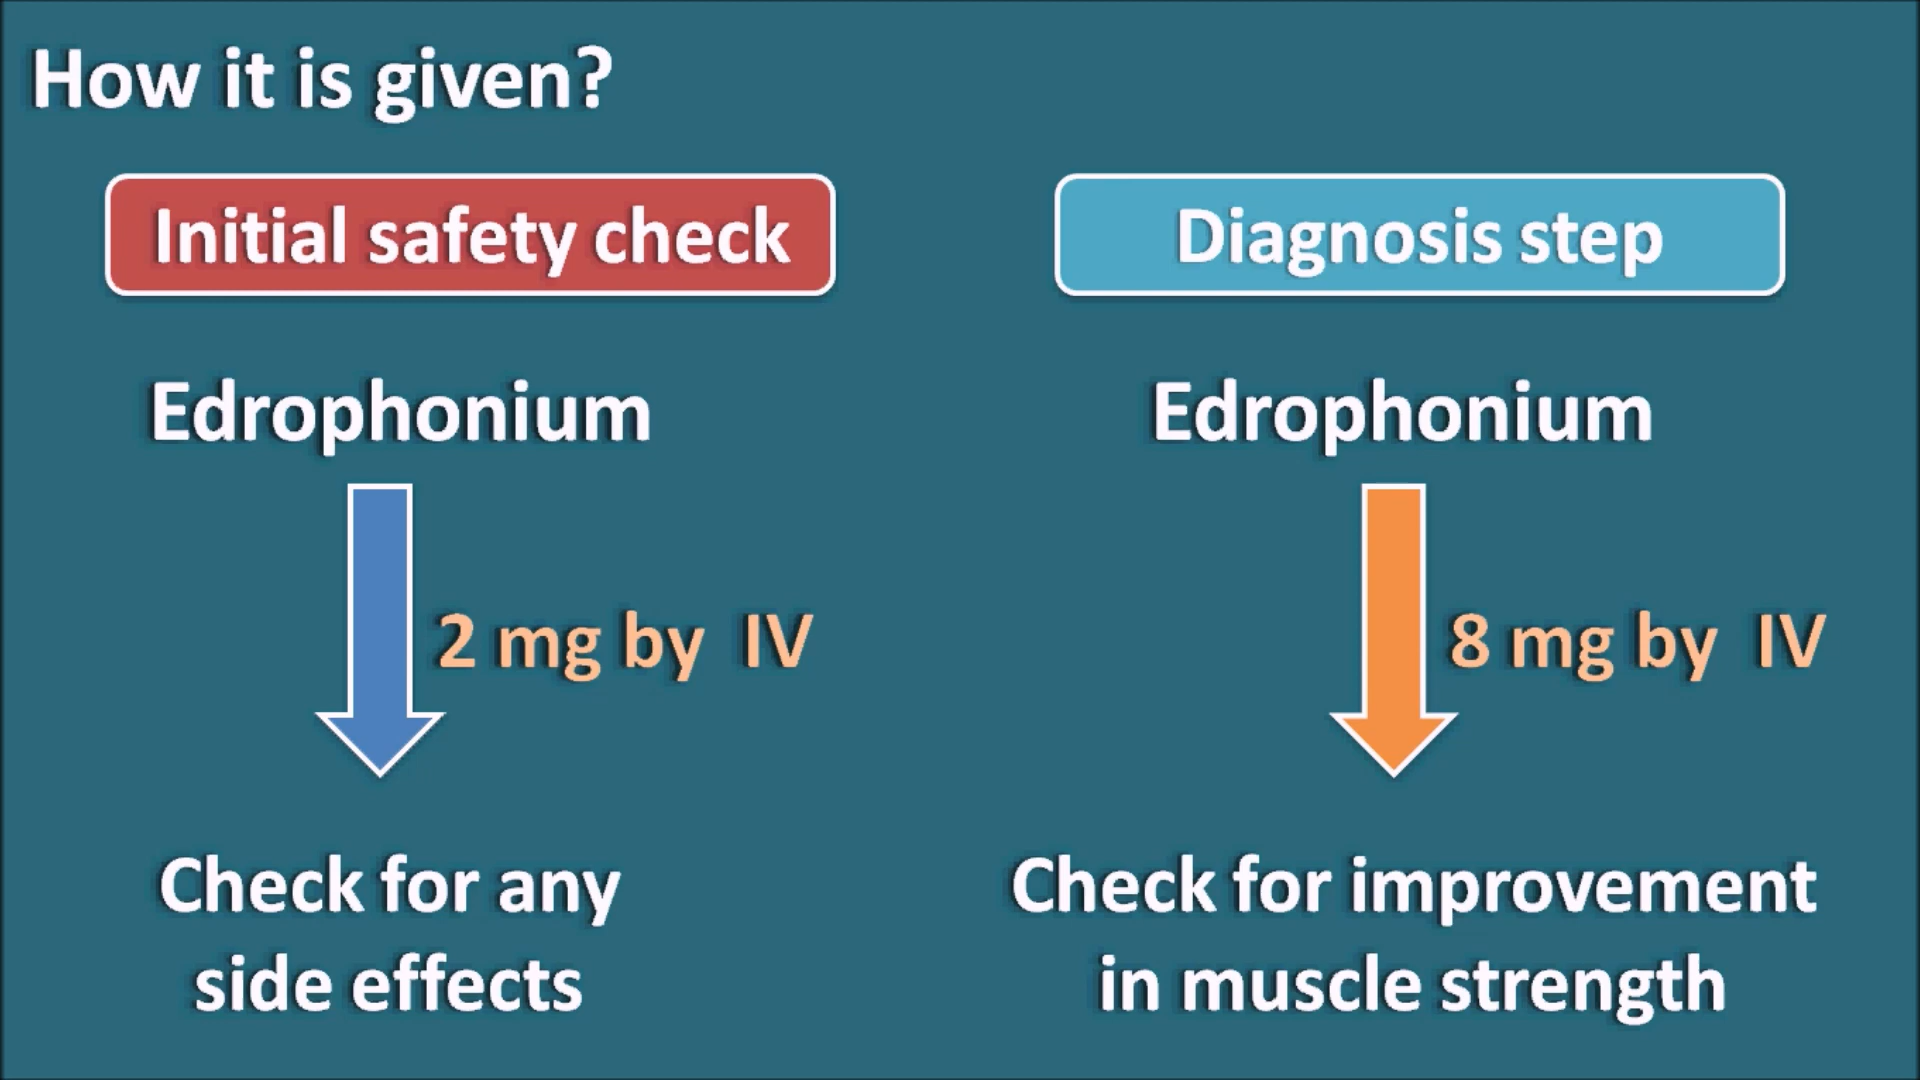 How it is given?
Initial safety check
Diagnosis step
Edrophonium
Edrophonium
2 mg by IV
8 mg by IV
Check for any
side effects
Check for improvement
in muscle strength